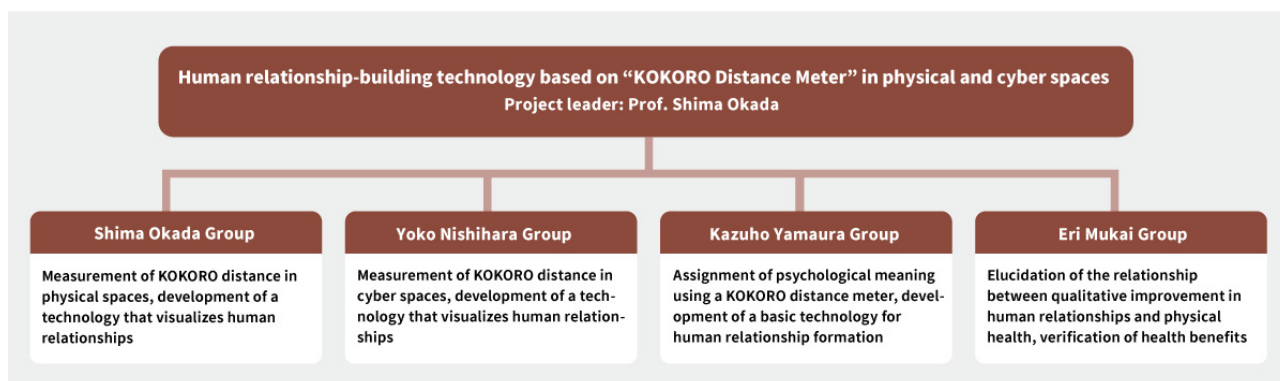 Human relationship-building technology based on “KOKORO Distance Meter” in physical and cyber spaces
Project leader: Prof. Shima Okada
Shima Okada Group
Measurement of KOKORO distance in
physical spaces, development of a
technology that visualizes human
relationships
Yoko Nishihara Group
Measurement of KOKORO distance in
cyber spaces, development of a tech-
nology that visualizes human relation-
ships
Kazuho Yamaura Group
Assignment of psychological meaning
using a KOKORO distance meter, devel-
opment of a basic technology for
human relationship formation
Eri Mukai Group
Elucidation of the relationship
between qualitative improvement in
human relationships and physical
health, verification of health benefits